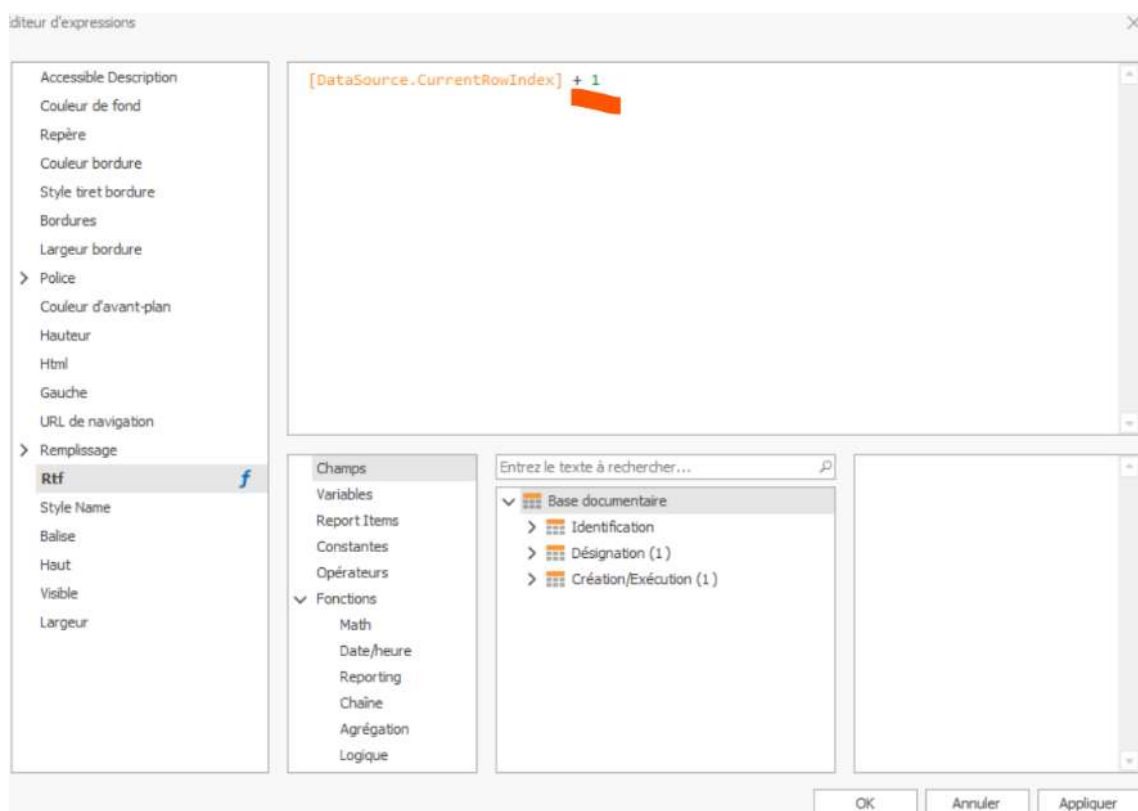 diteur d'expressions
Accessible Description
Couleur de fond
Repère
Couleur bordure
Style tiret bordure
Bordures
Largeur bordure
Police
Couleur d'avant-plan
Hauteur
Html
Gauche
URL de navigation
Remplissage
Rtf
Style Name
Balise
Haut
Visible
Largeur
[DataSource.CurrentRowIndex] + 1
Champs
Variables
Report Items
Constantes
Opérateurs
Fonctions
Math
Date/heure
Reporting
Chaîne
Agrégation
Logique
Entrez le texte à rechercher...
Base documentaire
Identification
Désignation (1)
Création/Exécution (1)
OK
Annuler
Appliquer